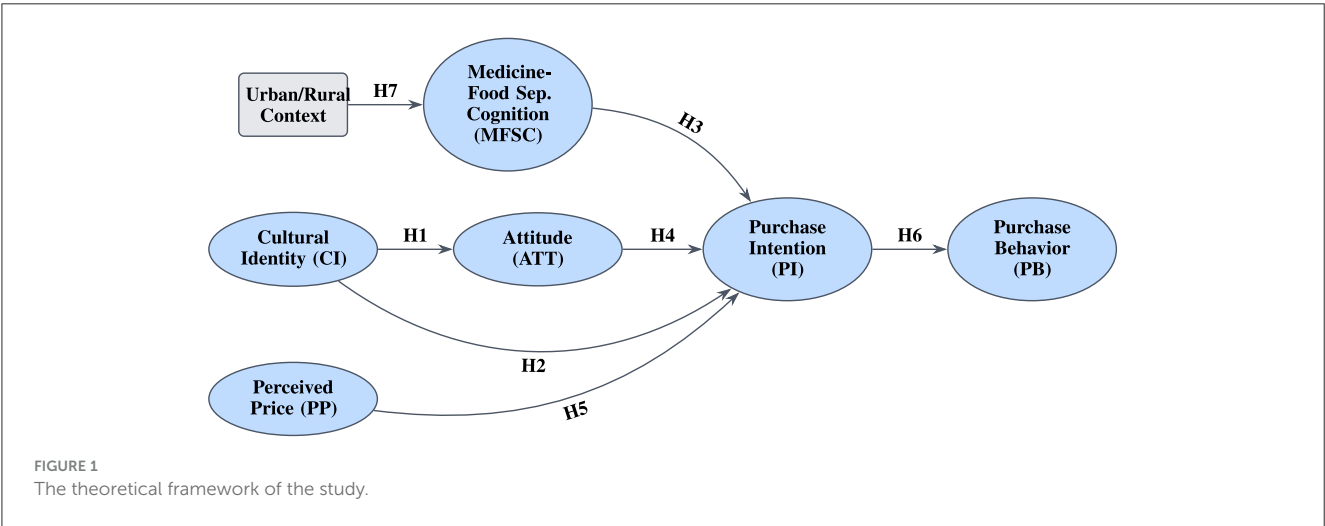 Urban/Rural
Context
H7
Medicine-
Food Sep.
Cognition
(MFSC)
H3
Cultural
Identity (CI)
H1
Attitude
(ATT)
H4
Purchase
Intention
(PI)
H6
Purchase
Behavior
(PB)
H2
Perceived
Price (PP)
H5
FIGURE 1
The theoretical framework of the study.